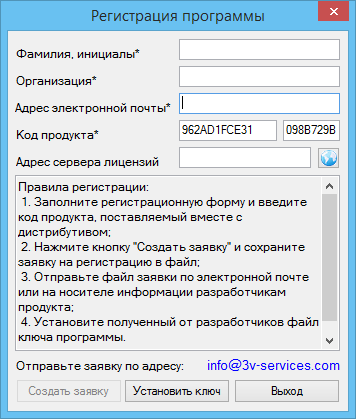 Регистрация программы
Фамилия, инициалы*
Организация*
Адрес электронной почты*
Код продукта* 962AD1FCE31 098B729B
Адрес сервера лицензий
Правила регистрации:
1. Заполните регистрационную форму и введите
код продукта, поставляемый вместе с
дистрибутивом;
2. Нажмите кнопку "Создать заявку" и сохраните
заявку на регистрацию в файл;
3. Отправьте файл заявки по электронной почте
или на носителе информации разработчикам
продукта;
4. Установите полученный от разработчиков файл
ключа программы.
Отправьте заявку по адресу: info@3v-services.com
Создать заявку Установить ключ Выход